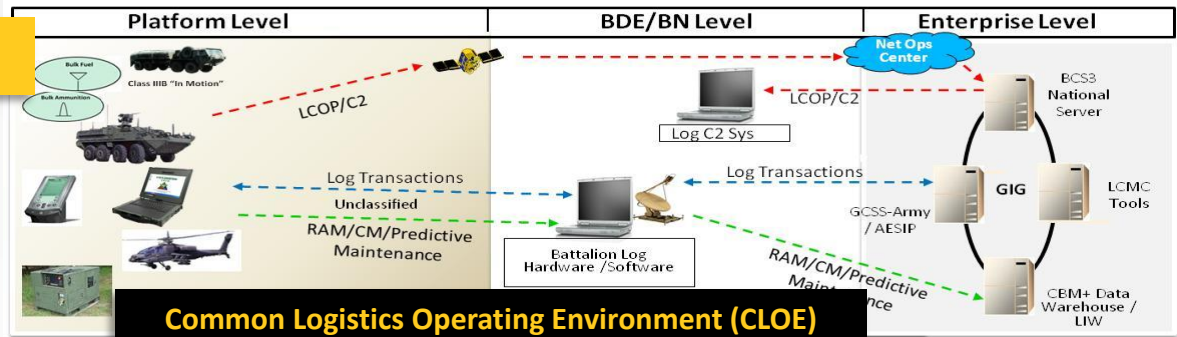 Platform Level
BDE/BN Level
Enterprise Level
Bulk Fuel
Class IIIB "In Motion"
Bulk Ammunition
LCOP/C2
Net Ops
Center
LCOP/C2
Log C2 Sys
BCS3
National
Server
Log Transactions
Unclassified
RAM/CM/Predictive
Maintenance
Battalion Log
Hardware /Software
Log Transactions
RAM/CM/Predictive
Maintenance
GCSS-Army
/ AESIP
GIG
LCMC
Tools
CBM+ Data
Warehouse /
LIW
Common Logistics Operating Environment (CLOE)